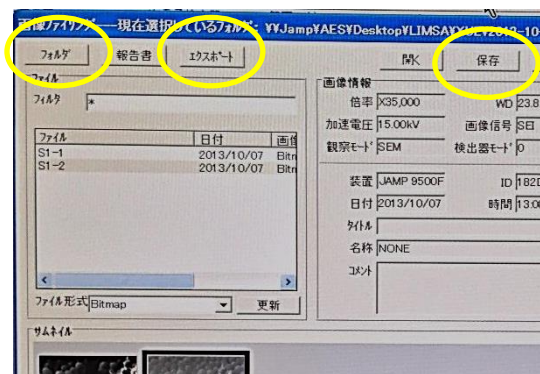 画像ファイリング──現在選択しているフォルダ- ¥¥Jamp¥AES¥Desktop¥LIMSA¥
フォルダ 報告書 エクスポート 開く 保存
ファイル
フィルタ *
ファイル 日付
S1-1 2013/10/07 Bitn
S1-2 2013/10/07 Bitn
ファイル形式 Bitmap 更新
サムネイル
画像情報
倍率 X35,000 WD 23.8
加速電圧 15.00kV 画像信号 SEI
観察モード SEM 検出器モード 0
装置 JAMP 9500F ID 182D
日付 2013/10/07 時間 13:0
タイトル
名称 NONE
コメント